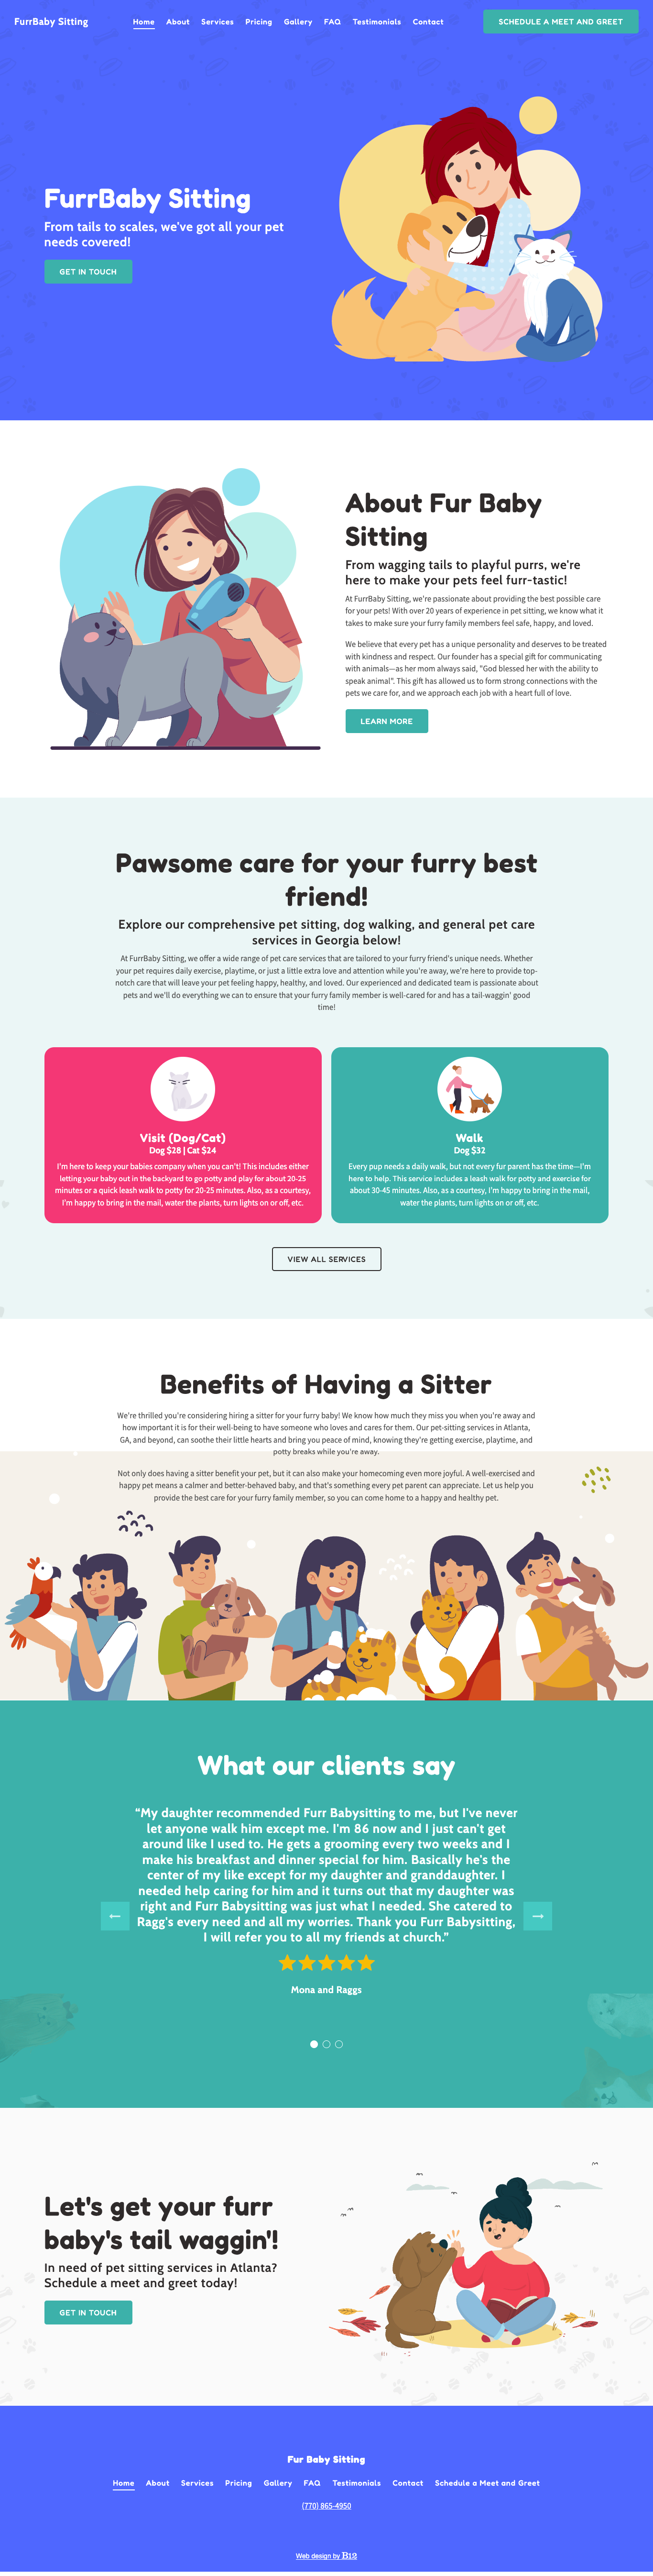 FurrBaby Sitting
Home About Services Pricing Gallery FAQ Testimonials Contact
SCHEDULE A MEET AND GREET
FurrBaby Sitting
From tails to scales, we've got all your pet
needs covered!
GET IN TOUCH
About Fur Baby
Sitting
From wagging tails to playful purrs, we're
here to make your pets feel furr-tastic!
At FurrBaby Sitting, we're passionate about providing the best possible care
for your pets! With over 20 years of experience in pet sitting, we know what it
takes to make sure your furry family members feel safe, happy, and loved.
We believe that every pet has a unique personality and deserves to be treated
with kindness and respect. Our founder has a special gift for communicating
with animals—as her mom always said, "God blessed her with the ability to
speak animal". This gift has allowed us to form strong connections with the
pets we care for, and we approach each job with a heart full of love.
LEARN MORE
Pawsome care for your furry best
friend!
Explore our comprehensive pet sitting, dog walking, and general pet care
services in Georgia below!
At FurrBaby Sitting, we offer a wide range of pet care services that are tailored to your furry friend's unique needs. Whether
your pet requires daily exercise, playtime, or just a little extra love and attention while you're away, we're here to provide top-
notch care that will leave your pet feeling happy, healthy, and loved. Our experienced and dedicated team is passionate about
pets and we'll do everything we can to ensure that your furry family member is well-cared for and has a tail-waggin' good
time!
Visit (Dog/Cat)
Dog $28 | Cat $24
I'm here to keep your babies company when you can't! This includes either
letting your baby out in the backyard to go potty and play for about 20-25
minutes or a quick leash walk to potty for 20-25 minutes. Also, as a courtesy,
I'm happy to bring in the mail, water the plants, turn lights on or off, etc.
Walk
Dog $32
Every pup needs a daily walk, but not every fur parent has the time—I'm
here to help. This service includes a leash walk for potty and exercise for
about 30-45 minutes. Also, as a courtesy, I'm happy to bring in the mail,
water the plants, turn lights on or off, etc.
VIEW ALL SERVICES
Benefits of Having a Sitter
We're thrilled you're considering hiring a sitter for your furry baby! We know how much they miss you when you're away and
how important it is for their well-being to have someone who loves and cares for them. Our pet-sitting services in Atlanta,
GA, and beyond, can soothe their little hearts and bring you peace of mind, knowing they're getting exercise, playtime, and
potty breaks while you're away.
Not only does having a sitter benefit your pet, but it can also make your homecoming even more joyful. A well-exercised and
happy pet means a calmer and better-behaved baby, and that's something every pet parent can appreciate. Let us help you
provide the best care for your furry family member, so you can come home to a happy and healthy pet.
What our clients say
“My daughter recommended Furr Babysitting to me, but I've never
let anyone walk him except me. I'm 86 now and I just can't get
around like I used to. He gets a grooming every two weeks and I
make his breakfast and dinner special for him. Basically he's the
center of my like except for my daughter and granddaughter. I
needed help caring for him and it turns out that my daughter was
right and Furr Babysitting was just what I needed. She catered to
Ragg's every need and all my worries. Thank you Furr Babysitting,
I will refer you to all my friends at church.”
Mona and Raggs
Let's get your furr
baby's tail waggin'!
In need of pet sitting services in Atlanta?
Schedule a meet and greet today!
GET IN TOUCH
Fur Baby Sitting
Home About Services Pricing Gallery FAQ Testimonials Contact Schedule a Meet and Greet
(770) 865-4950
Web design by B12